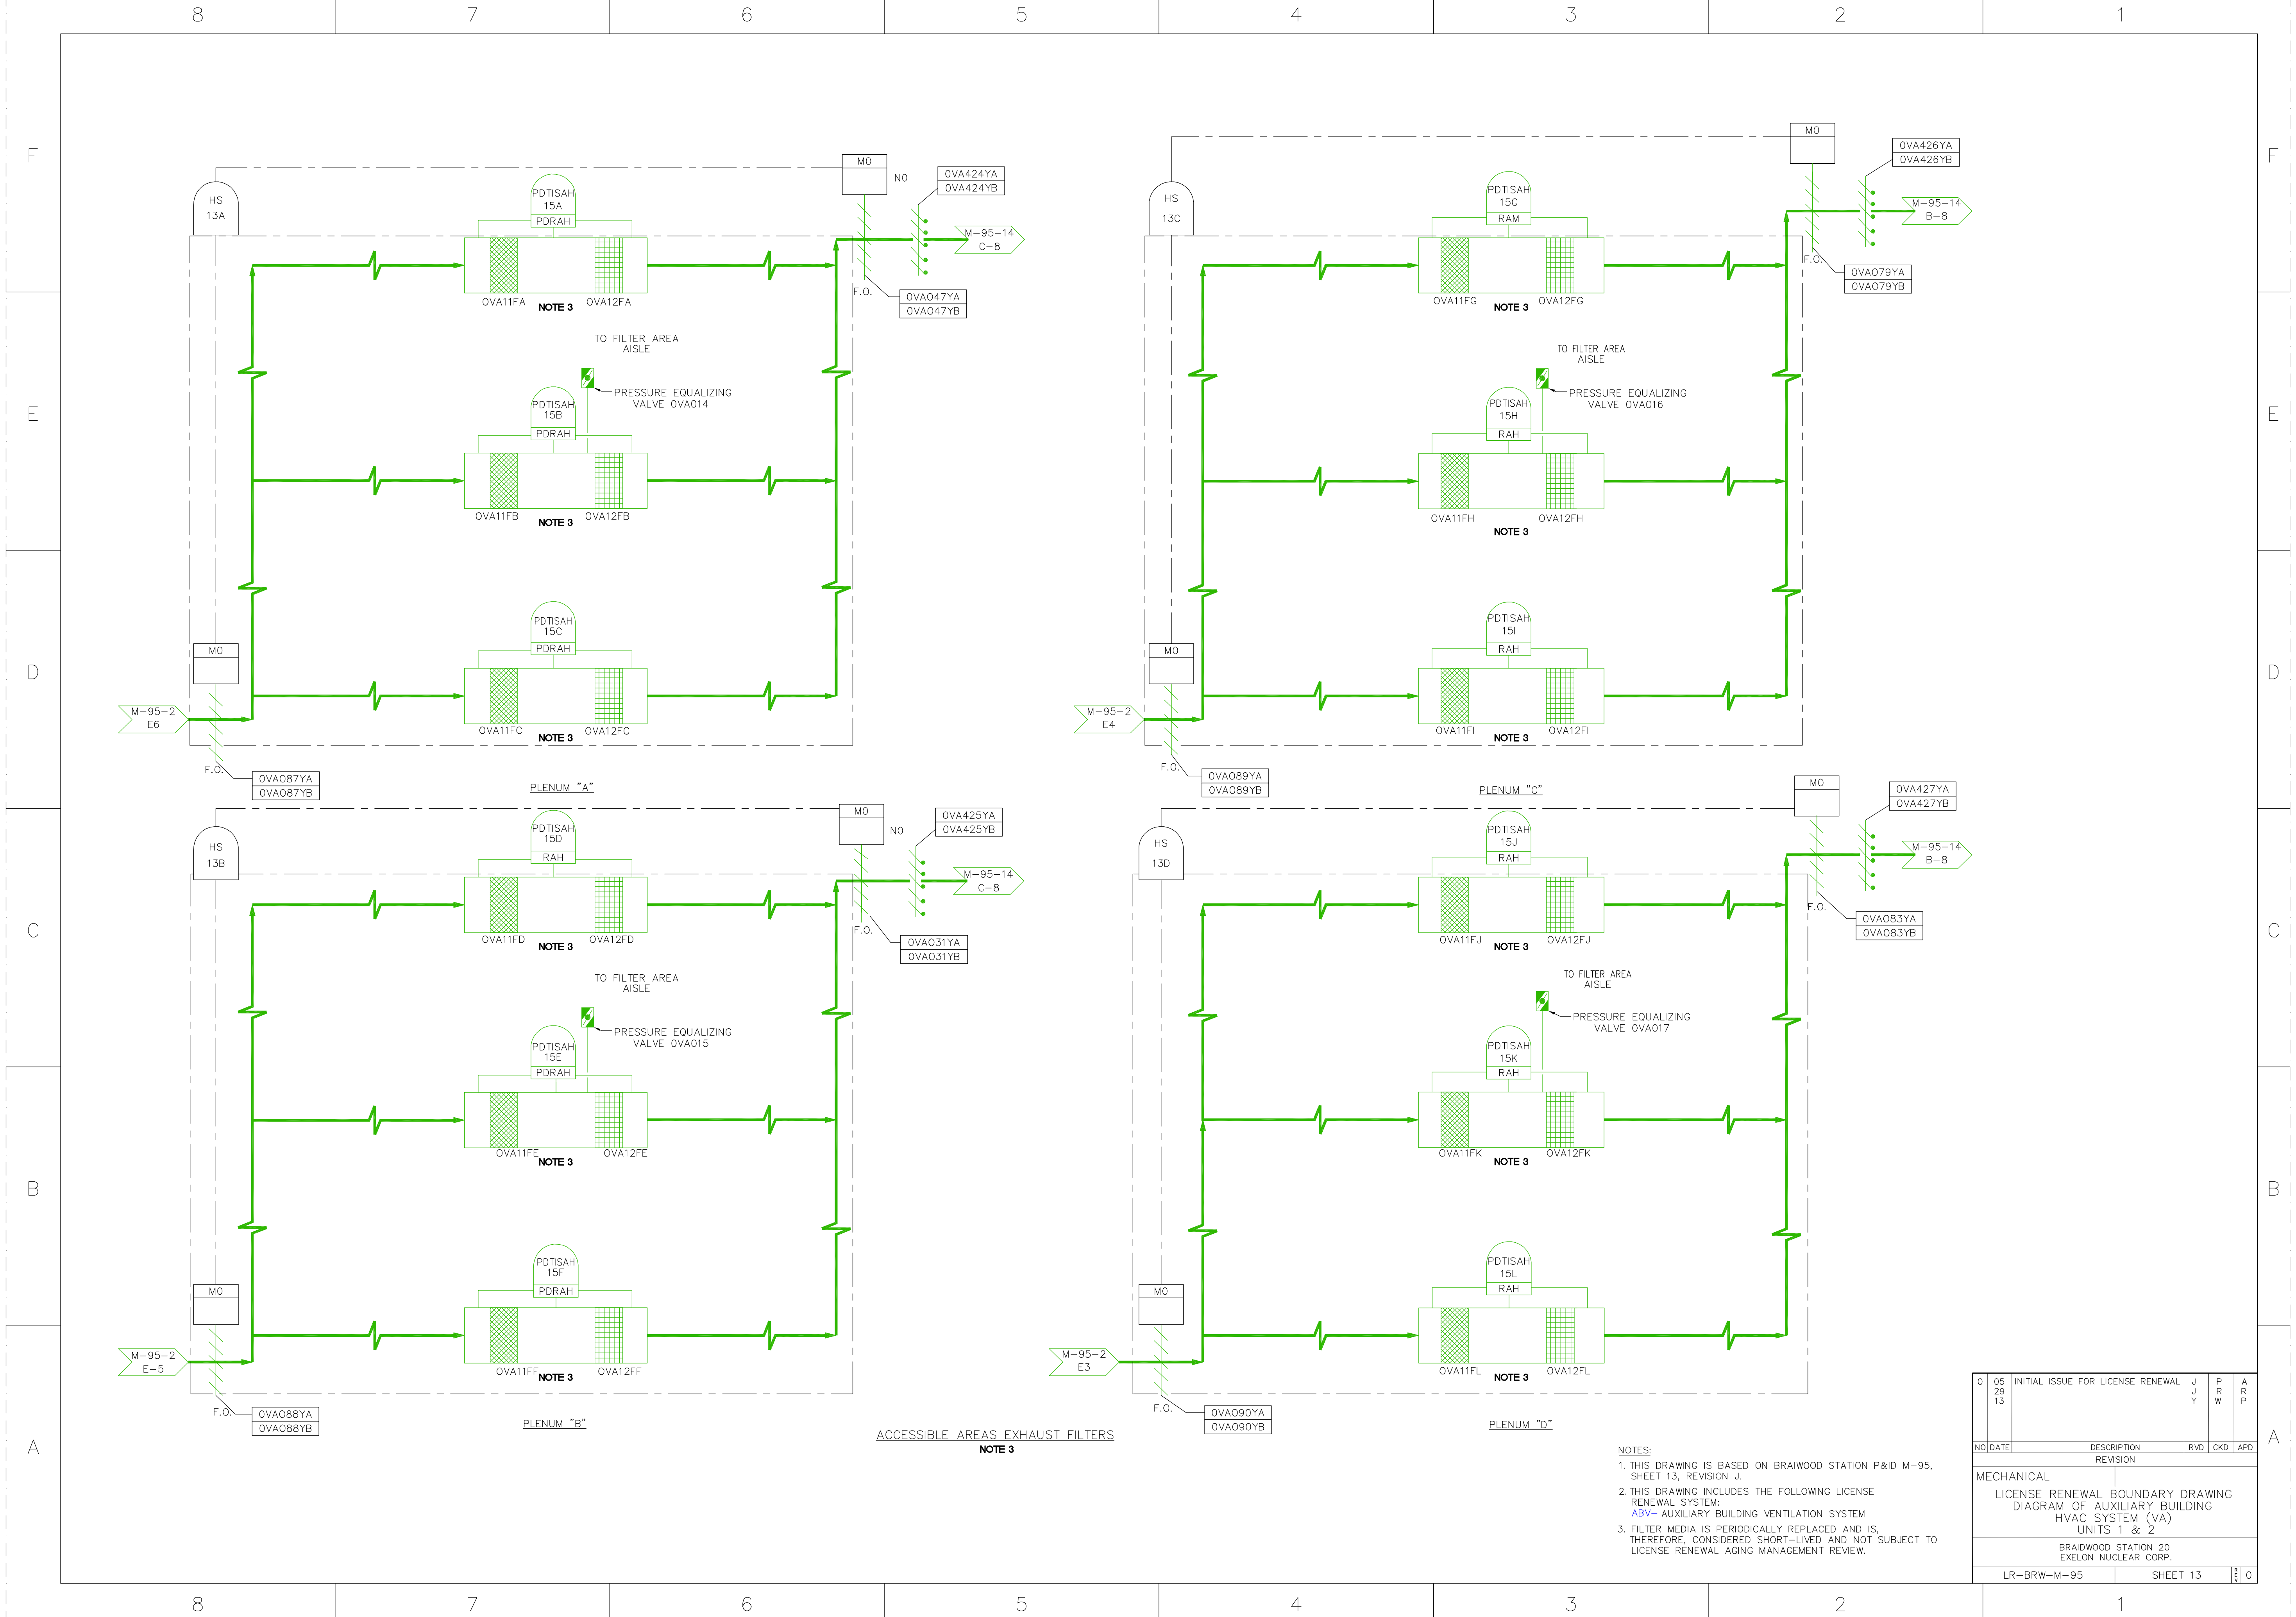 8 7 6 5 4 3 2 1
F
E
D
C
B
A
HS
13A
PDTISAH
15A
PDRAH
MO
NO
0VA424YA
0VA424YB
M-95-14
C-8
F.O.
0VA047YA
0VA047YB
0VA11FA
NOTE 3
0VA12FA
TO FILTER AREA
AISLE
PRESSURE EQUALIZING
VALVE 0VA014
PDTISAH
15B
PDRAH
0VA11FB
NOTE 3
0VA12FB
PDTISAH
15C
PDRAH
MO
M-95-2
E6
0VA11FC
NOTE 3
0VA12FC
F.O.
0VA087YA
0VA087YB
PLENUM "A"
HS
13C
PDTISAH
15G
RAM
MO
0VA426YA
0VA426YB
M-95-14
B-8
F.O.
0VA079YA
0VA079YB
0VA11FG
NOTE 3
0VA12FG
TO FILTER AREA
AISLE
PRESSURE EQUALIZING
VALVE 0VA016
PDTISAH
15H
RAH
0VA11FH
NOTE 3
0VA12FH
PDTISAH
15I
RAH
MO
M-95-2
E4
0VA11FI
NOTE 3
0VA12FI
F.O.
0VA089YA
0VA089YB
PLENUM "C"
HS
13B
PDTISAH
15D
RAH
MO
NO
0VA425YA
0VA425YB
M-95-14
C-8
F.O.
0VA031YA
0VA031YB
0VA11FD
NOTE 3
0VA12FD
TO FILTER AREA
AISLE
PRESSURE EQUALIZING
VALVE 0VA015
PDTISAH
15E
PDRAH
0VA11FE
NOTE 3
0VA12FE
PDTISAH
15F
PDRAH
MO
M-95-2
E-5
0VA11FF
NOTE 3
0VA12FF
F.O.
0VA088YA
0VA088YB
PLENUM "B"
HS
13D
PDTISAH
15J
RAH
MO
0VA427YA
0VA427YB
M-95-14
B-8
F.O.
0VA083YA
0VA083YB
0VA11FJ
NOTE 3
0VA12FJ
TO FILTER AREA
AISLE
PRESSURE EQUALIZING
VALVE 0VA017
PDTISAH
15K
RAH
0VA11FK
NOTE 3
0VA12FK
PDTISAH
15L
RAH
MO
M-95-2
E3
0VA11FL
NOTE 3
0VA12FL
F.O.
0VA090YA
0VA090YB
PLENUM "D"
ACCESSIBLE AREAS EXHAUST FILTERS
NOTE 3
NOTES:
1. THIS DRAWING IS BASED ON BRAIWOOD STATION P&ID M-95,
SHEET 13, REVISION J.
2. THIS DRAWING INCLUDES THE FOLLOWING LICENSE
RENEWAL SYSTEM:
ABV- AUXILIARY BUILDING VENTILATION SYSTEM
3. FILTER MEDIA IS PERIODICALLY REPLACED AND IS,
THEREFORE, CONSIDERED SHORT-LIVED AND NOT SUBJECT TO
LICENSE RENEWAL AGING MANAGEMENT REVIEW.
0 05 INITIAL ISSUE FOR LICENSE RENEWAL J P A
29 J R R
13 Y W P
NO DATE DESCRIPTION RVD CKD APD
REVISION
MECHANICAL
LICENSE RENEWAL BOUNDARY DRAWING
DIAGRAM OF AUXILIARY BUILDING
HVAC SYSTEM (VA)
UNITS 1 & 2
BRAIDWOOD STATION 20
EXELON NUCLEAR CORP.
LR-BRW-M-95 SHEET 13 REV 0
F
E
D
C
B
A
8 7 6 5 4 3 2 1